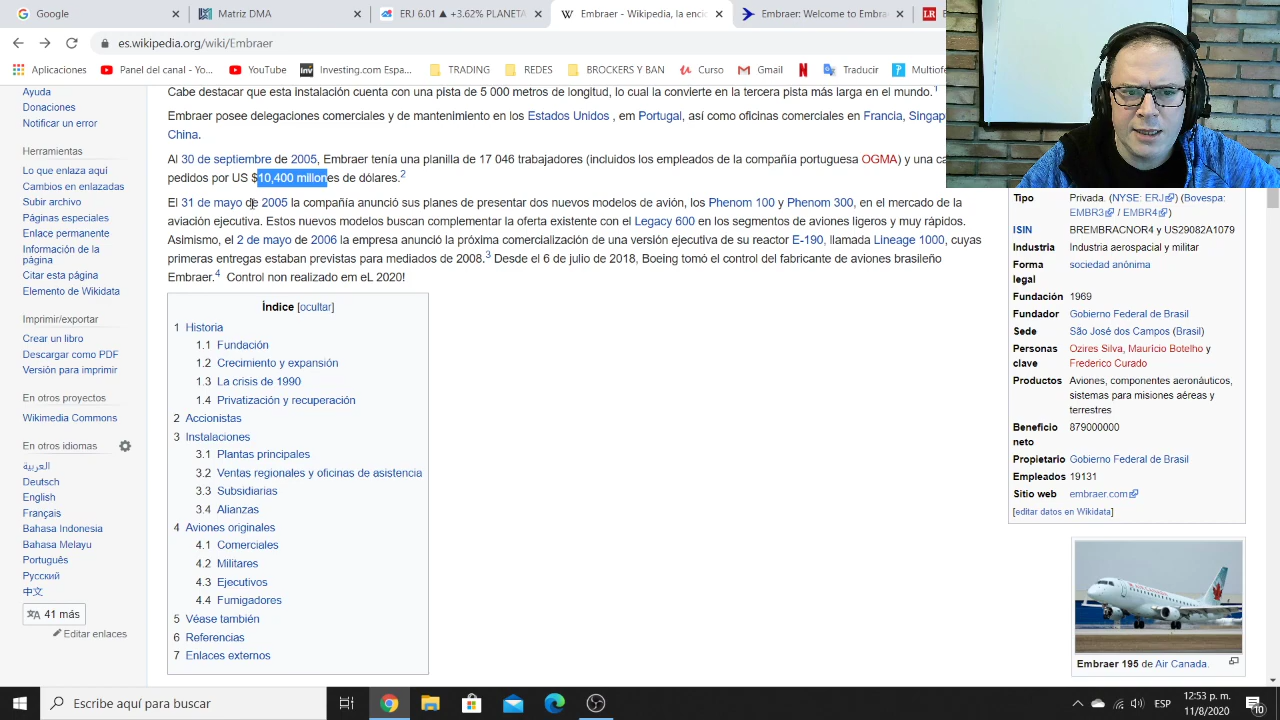 Google
Matrix DMA
ERJ 6.01 ▲ +3.62% PLANETA
Embraer - Wikipedia, la encic
Embraer: Welcome to Embra
LR
es.wikipedia.org/wiki/Embraer
Aplicaciones
Panel del canal - Yo...
YouTube
Investing.com Espa...
TRADING
REDES
BROCKERS Y BAN
Curso
Gmail
Traducir
Multiofe
Ayuda
Donaciones
Notificar un error
Herramientas
Lo que enlaza aquí
Cambios en enlazadas
Subir archivo
Páginas especiales
Enlace permanente
Información de la
página
Citar esta página
Elemento de Wikidata
Imprimir/exportar
Crear un libro
Descargar como PDF
Versión para imprimir
En otros proyectos
Wikimedia Commons
En otros idiomas
العربية
Deutsch
English
Français
Bahasa Indonesia
Bahasa Melayu
Português
Русский
中文
41 más
Editar enlaces
Cabe destacar que esta instalación cuenta con una pista de 5 000 metros de longitud, lo cual la convierte en la tercera pista más larga en el mundo.1
Embraer posee delegaciones comerciales y de mantenimiento en los Estados Unidos , em Portugal, así como oficinas comerciales en Francia, Singap
China.
Al 30 de septiembre de 2005, Embraer tenía una planilla de 17 046 trabajadores (incluidos los empleados de la compañía portuguesa OGMA) y una ca
pedidos por US $10,400 millones de dólares.2
El 31 de mayo de 2005 la compañía anunció su plan de presentar dos nuevos modelos de avión, los Phenom 100 y Phenom 300, en el mercado de la
aviación ejecutiva. Estos nuevos modelos buscan complementar la oferta existente con el Legacy 600 en los segmentos de aviones ligeros y muy rápidos.
Asimismo, el 2 de mayo de 2006 la empresa anunció la próxima comercialización de una versión ejecutiva de su reactor E-190, llamada Lineage 1000, cuyas
primeras entregas estaban previstas para mediados de 2008.3 Desde el 6 de julio de 2018, Boeing tomó el control del fabricante de aviones brasileño
Embraer.4 Control non realizado em eL 2020!
Índice [ocultar]
1 Historia
1.1 Fundación
1.2 Crecimiento y expansión
1.3 La crisis de 1990
1.4 Privatización y recuperación
2 Accionistas
3 Instalaciones
3.1 Plantas principales
3.2 Ventas regionales y oficinas de asistencia
3.3 Subsidiarias
3.4 Alianzas
4 Aviones originales
4.1 Comerciales
4.2 Militares
4.3 Ejecutivos
4.4 Fumigadores
5 Véase también
6 Referencias
7 Enlaces externos
Tipo Privada. (NYSE: ERJ) (Bovespa:
EMBR3 / EMBR4)
ISIN BREMBRACNOR4 y US29082A1079
Industria Industria aerospacial y militar
Forma sociedad anónima
legal
Fundación 1969
Fundador Gobierno Federal de Brasil
Sede São José dos Campos (Brasil)
Personas Ozires Silva, Maurício Botelho y
clave Frederico Curado
Productos Aviones, componentes aeronáuticos,
sistemas para misiones aéreas y
terrestres
Beneficio 879000000
neto
Propietario Gobierno Federal de Brasil
Empleados 19131
Sitio web embraer.com
[editar datos en Wikidata]
Embraer 195 de Air Canada.
Escribe aquí para buscar
ESP
12:53 p. m.
11/8/2020
10